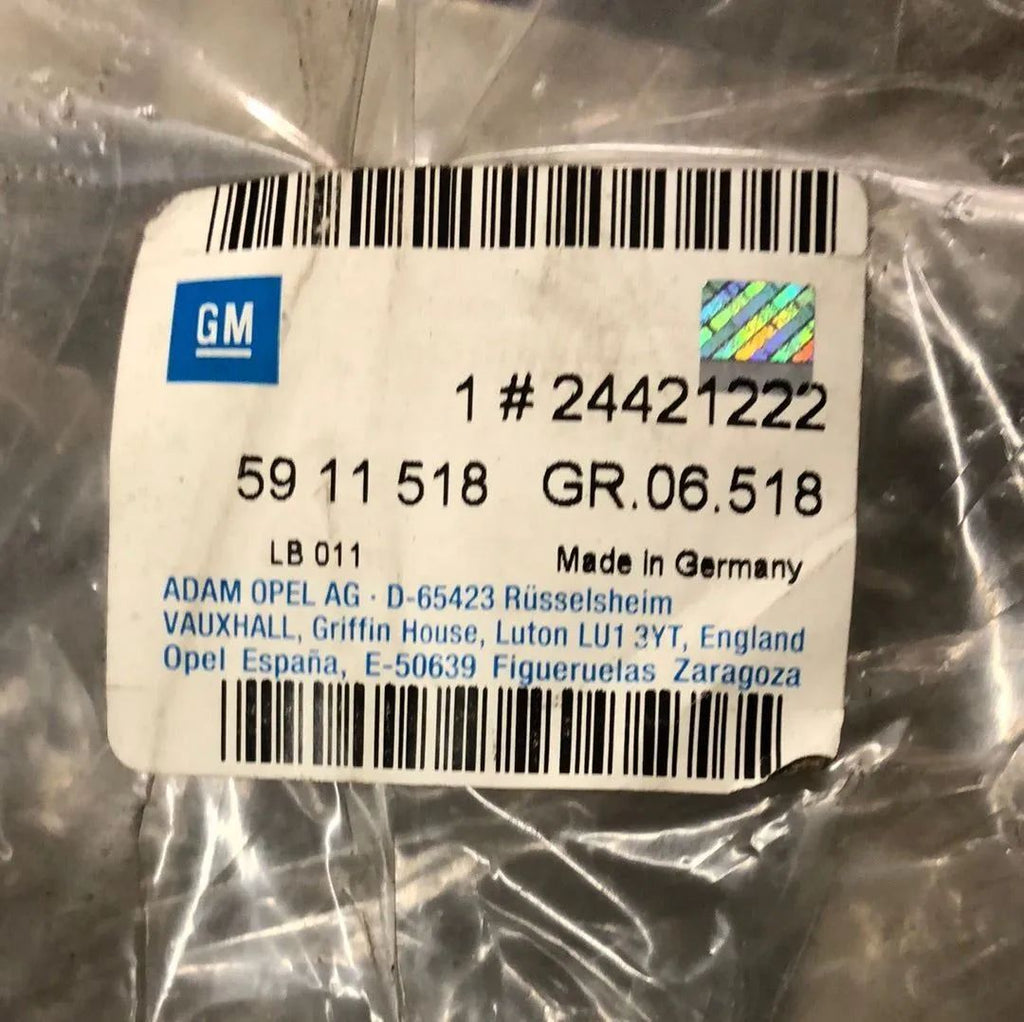 GM
1 # 24421222
59 11 518 GR.06.518
LB 011 Made in Germany
ADAM OPEL AG · D-65423 Rüsselsheim
VAUXHALL, Griffin House, Luton LU1 3YT, England
Opel España, E-50639 Figueruelas Zaragoza